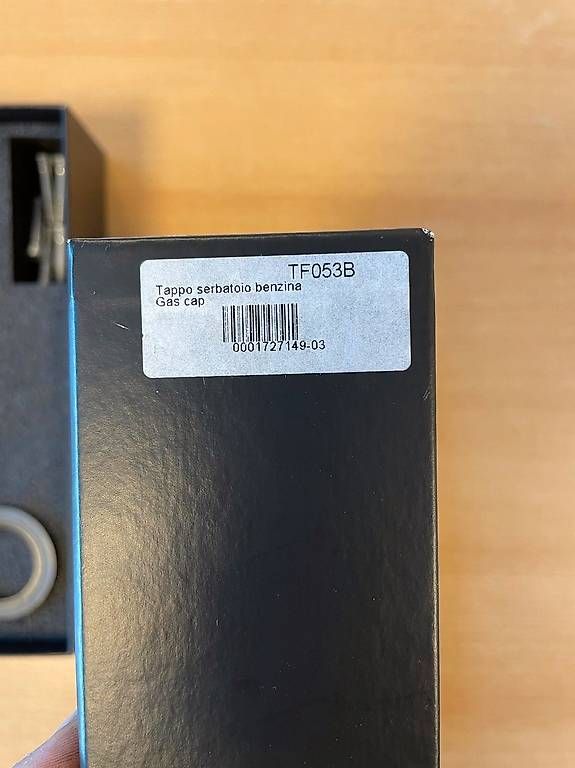 TF053B
Tappo serbatoio benzina
Gas cap
0001727149-03